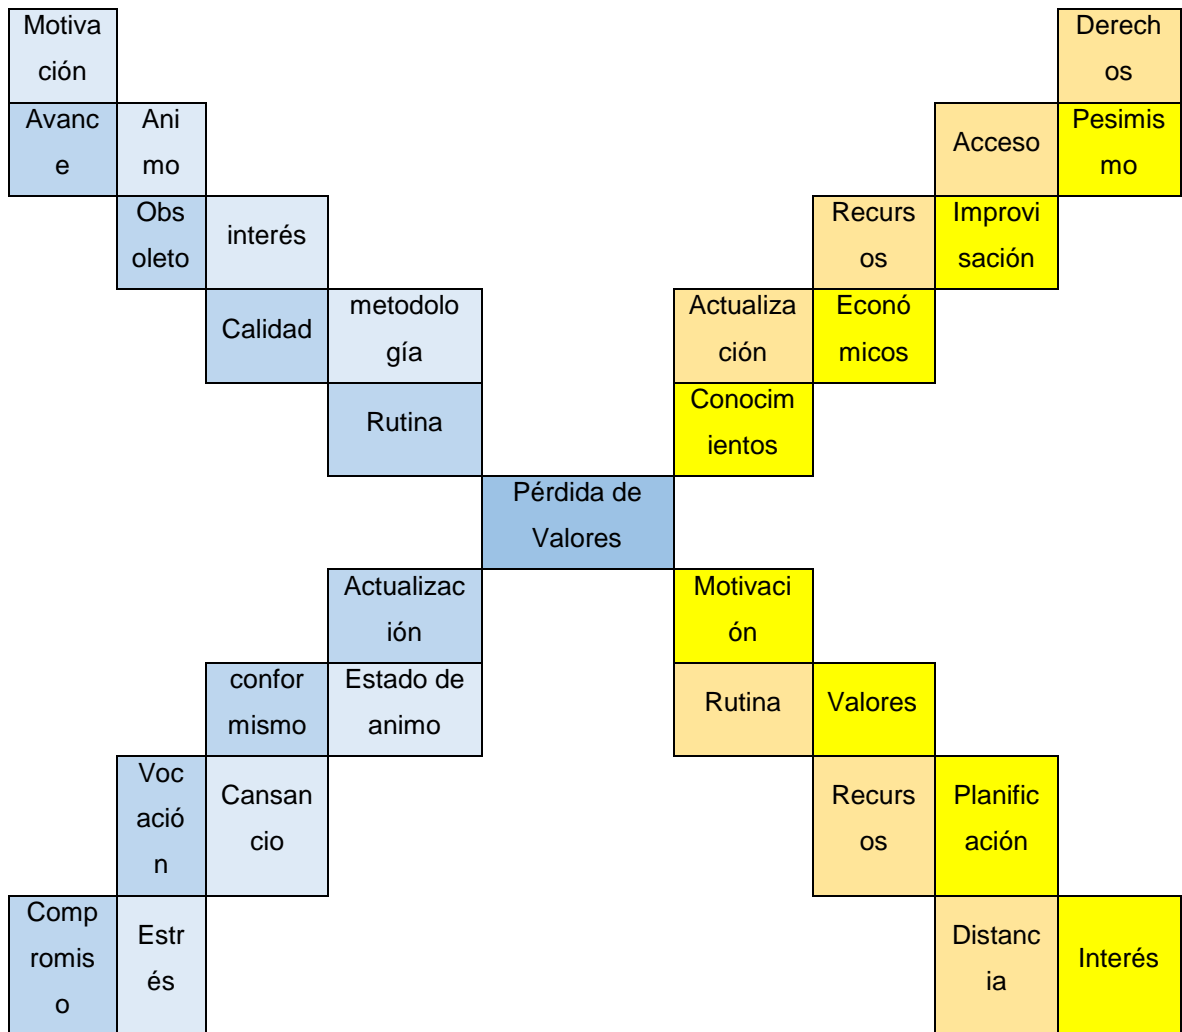 Motiva
ción
Derech
os
Avanc
e
Ani
mo
Acceso
Pesimis
mo
Obs
oleto
interés
Recurs
os
Improvi
sación
Calidad
metodolo
gía
Actualiza
ción
Econó
micos
Rutina
Conocim
ientos
Pérdida de
Valores
Actualizac
ión
Motivaci
ón
confor
mismo
Estado de
animo
Rutina
Valores
Voc
ació
n
Cansan
cio
Recurs
os
Planific
ación
Comp
romis
o
Estr
és
Distanc
ia
Interés